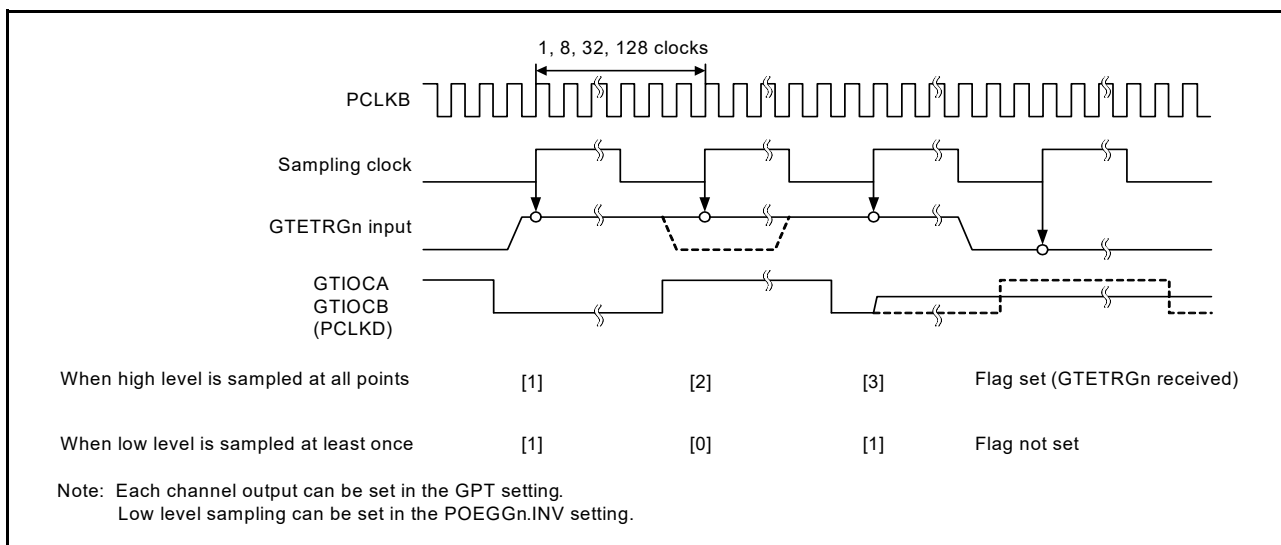 1, 8, 32, 128 clocks
PCLKB
Sampling clock
GTETRGn input
GTIOCA
GTIOCB
(PCLKD)
When high level is sampled at all points [1] [2] [3] Flag set (GTETRGn received)
When low level is sampled at least once [1] [0] [1] Flag not set
Note: Each channel output can be set in the GPT setting.
Low level sampling can be set in the POEGGn.INV setting.